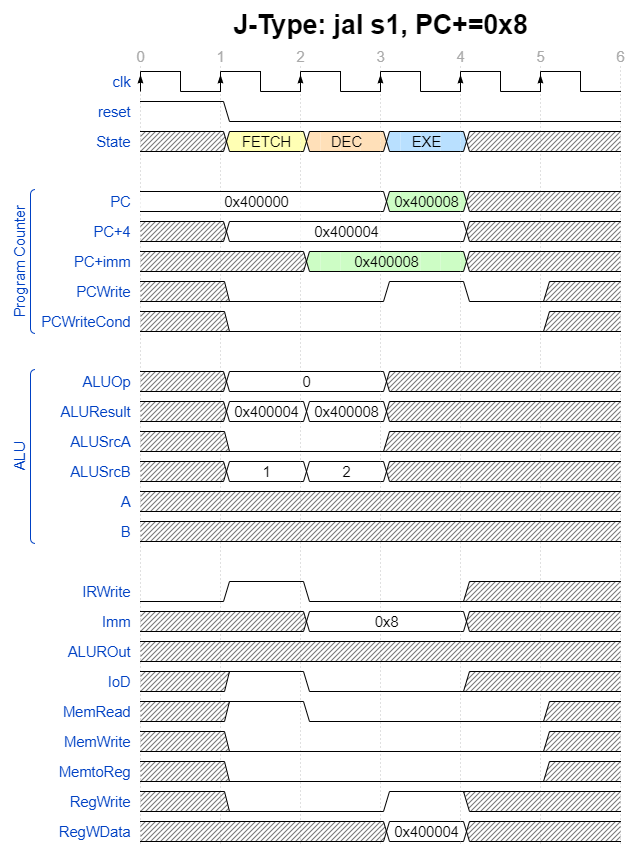 J-Type: jal s1, PC+=0x8
0 1 2 3 4 5 6
clk
reset
State FETCH DEC EXE
Program Counter
PC 0x400000 0x400008
PC+4 0x400004
PC+imm 0x400008
PCWrite
PCWriteCond
ALU
ALUOp 0
ALUResult 0x400004 0x400008
ALUSrcA
ALUSrcB 1 2
A
B
IRWrite
Imm 0x8
ALUROut
IoD
MemRead
MemWrite
MemtoReg
RegWrite
RegWData 0x400004